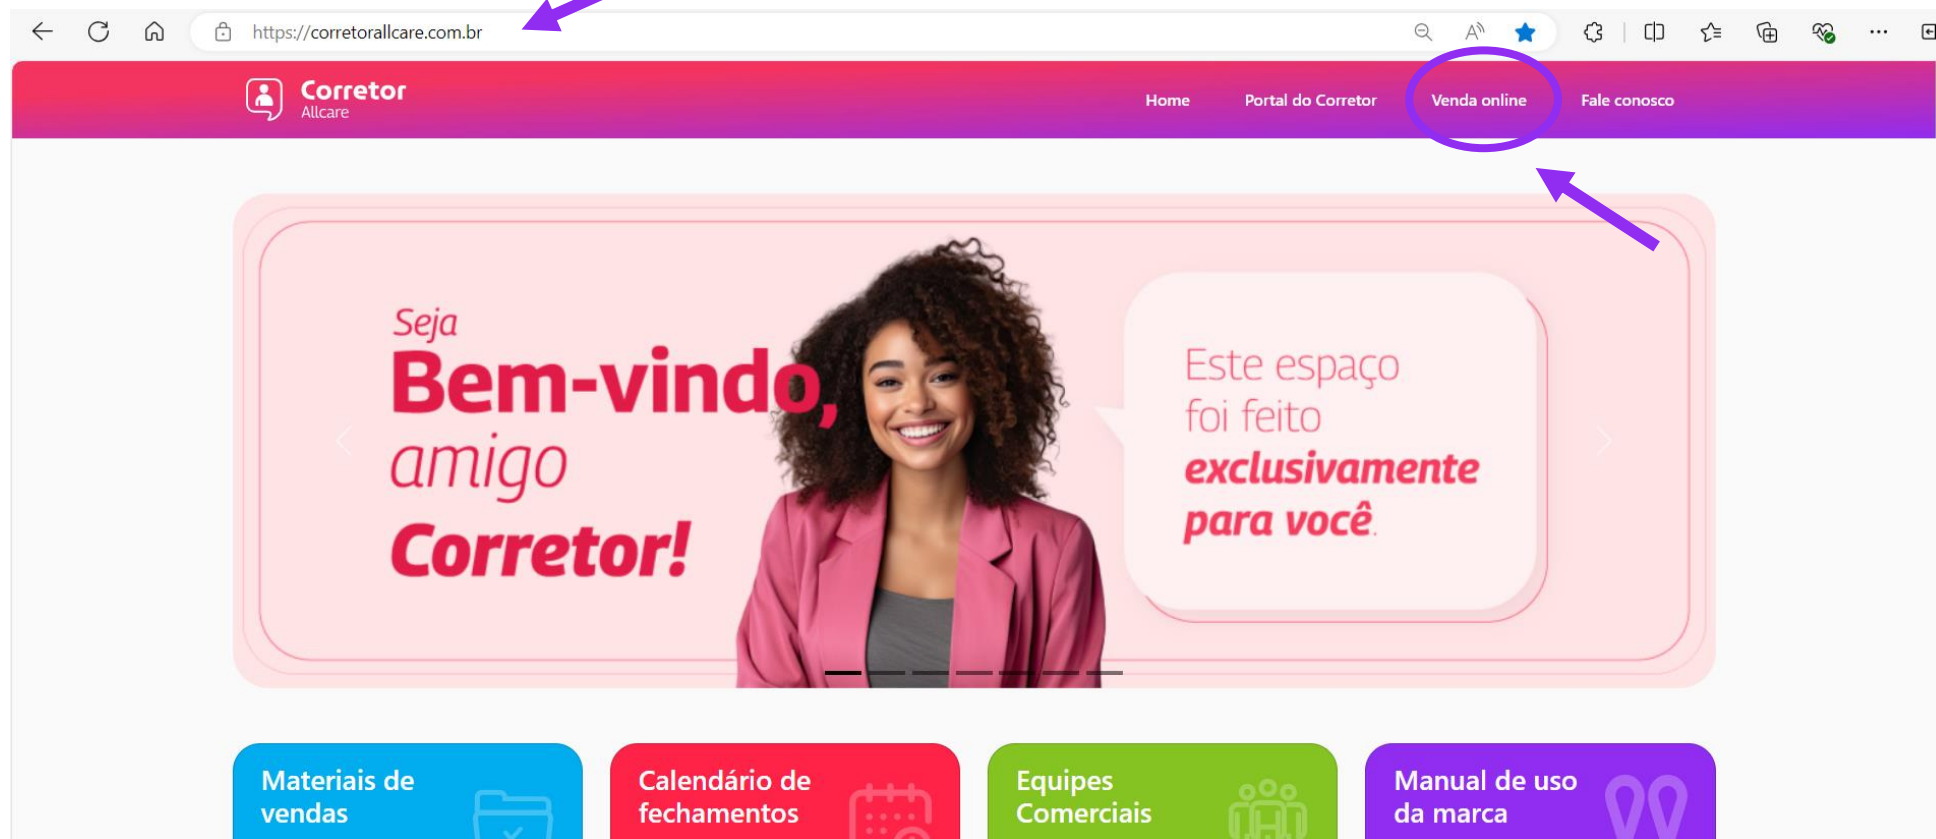 https://corretorallcare.com.br
Corretor
Allcare
Home Portal do Corretor Venda online Fale conosco
Seja
Bem-vindo,
amigo
Corretor!
Este espaço
foi feito
exclusivamente
para você.
Materiais de
vendas
Calendário de
fechamentos
Equipes
Comerciais
Manual de uso
da marca